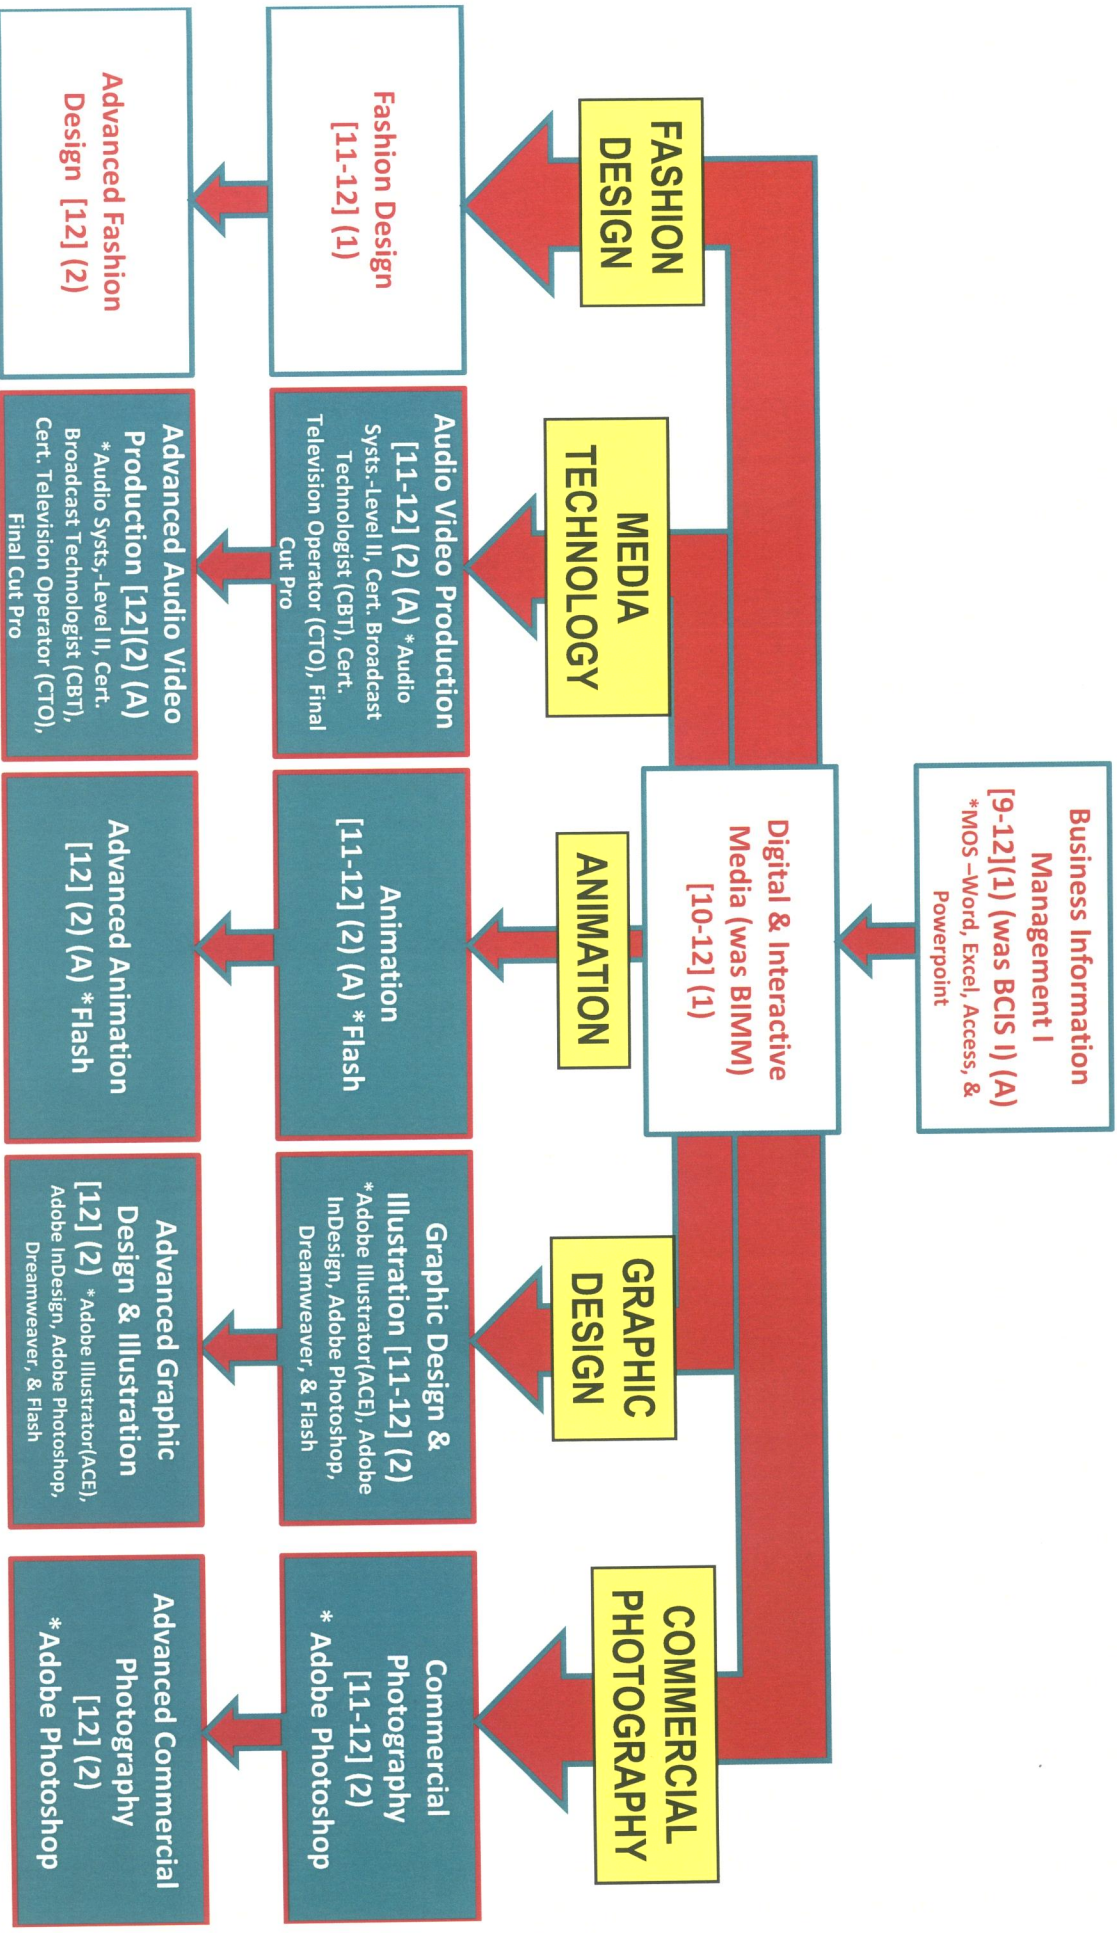 Business Information
Management I
[9-12](1) (was BCIS I) (A)
*MOS –Word, Excel, Access, &
Powerpoint
Digital & Interactive
Media (was BIMM)
[10-12] (1)
FASHION
DESIGN
MEDIA
TECHNOLOGY
ANIMATION
GRAPHIC
DESIGN
COMMERCIAL
PHOTOGRAPHY
Fashion Design
[11-12] (1)
Audio Video Production
[11-12] (2) (A) *Audio
Systs.-Level II, Cert. Broadcast
Technologist (CBT), Cert.
Television Operator (CTO), Final
Cut Pro
Animation
[11-12] (2) (A) *Flash
Graphic Design &
Illustration [11-12] (2)
*Adobe Illustrator(ACE), Adobe
InDesign, Adobe Photoshop,
Dreamweaver, & Flash
Commercial
Photography
[11-12] (2)
* Adobe Photoshop
Advanced Fashion
Design [12] (2)
Advanced Audio Video
Production [12](2) (A)
*Audio Systs,-Level II, Cert.
Broadcast Technologist (CBT),
Cert. Television Operator (CTO),
Final Cut Pro
Advanced Animation
[12] (2) (A) *Flash
Advanced Graphic
Design & Illustration
[12] (2) *Adobe Illustrator(ACE),
Adobe InDesign, Adobe Photoshop,
Dreamweaver, & Flash
Advanced Commercial
Photography
[12] (2)
*Adobe Photoshop